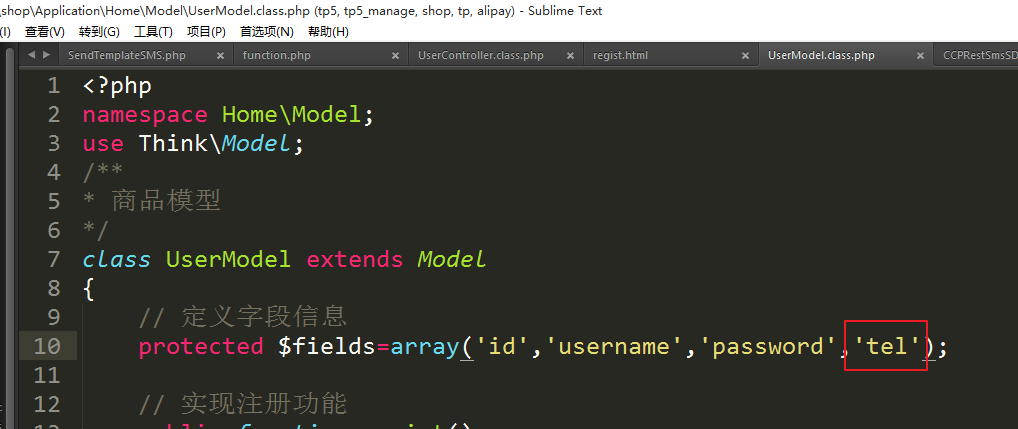 \shop\Application\Home\Model\UserModel.class.php (tp5, tp5_manage, shop, tp, alipay) - Sublime Text
(I) 查看(V) 转到(G) 工具(T) 项目(P) 首选项(N) 帮助(H)
SendTemplateSMS.php × function.php × UserController.class.php × regist.html × UserModel.class.php × CCPRestSmsSD
1 <?php
2 namespace Home\Model;
3 use Think\Model;
4 /**
5 * 商品模型
6 */
7 class UserModel extends Model
8 {
9 // 定义字段信息
10 protected $fields=array('id','username','password','tel');
11
12 // 实现注册功能